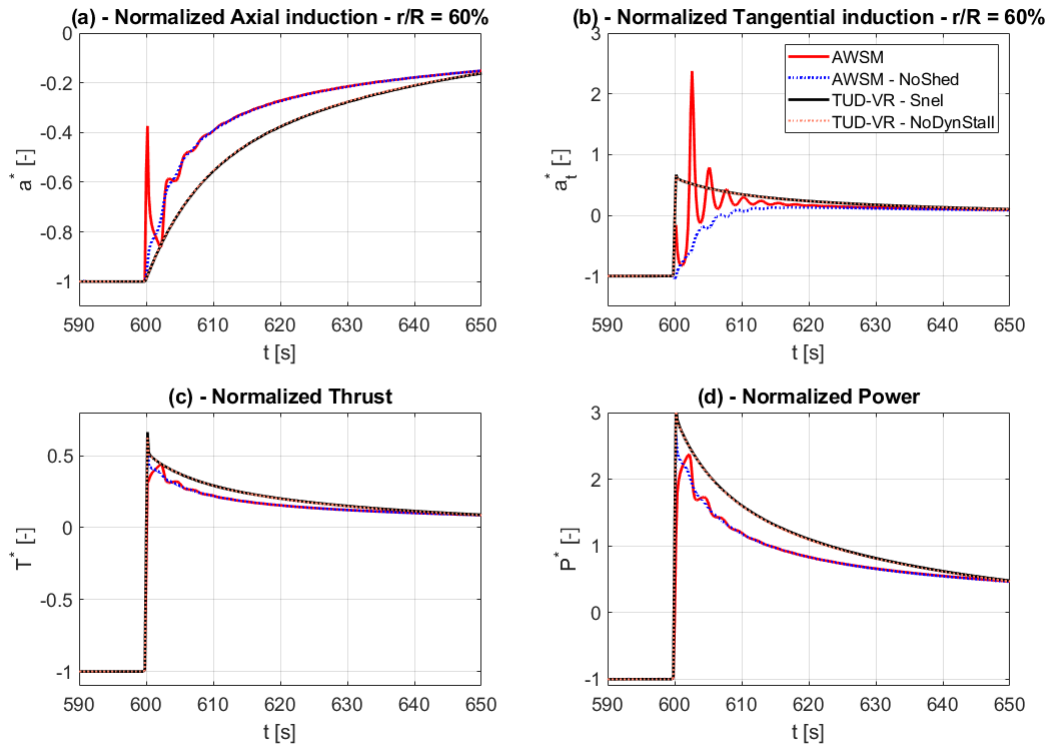 (a) - Normalized Axial induction - r/R = 60%
0
-0.2
-0.4
-0.6
-0.8
-1
a* [-]
590 600 610 620 630 640 650
t [s]
(b) - Normalized Tangential induction - r/R = 60%
3
2
1
0
-1
-1.5
a_t^* [-]
AWSM
AWSM - NoShed
TUD-VR - Snel
TUD-VR - NoDynStall
590 600 610 620 630 640 650
t [s]
(c) - Normalized Thrust
0.5
0
-0.5
-1
T* [-]
590 600 610 620 630 640 650
t [s]
(d) - Normalized Power
3
2
1
0
-1
P* [-]
590 600 610 620 630 640 650
t [s]